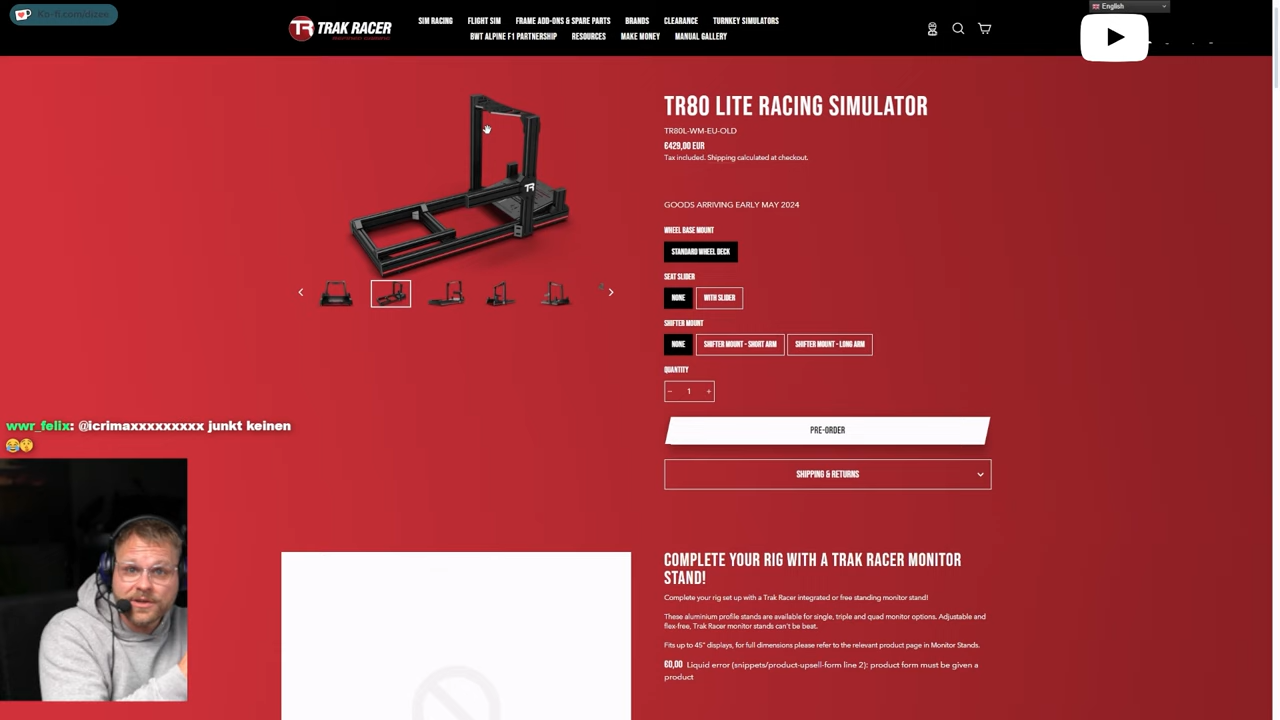 Ko-fi.com/dizen
TRAK RACER
SIM RACING
FLIGHT SIM
FRAME ADD-ONS & SPARE PARTS
BRANDS
CLEARANCE
TURNKEY SIMULATORS
BWT ALPINE F1 PARTNERSHIP
RESOURCES
MAKE MONEY
MANUAL GALLERY
English
TR80 LITE RACING SIMULATOR
TR80L-WM-EU-OLD
€429,00 EUR
Tax included. Shipping calculated at checkout.
GOODS ARRIVING EARLY MAY 2024
WHEEL BASE MOUNT
STANDARD WHEEL DECK
SEAT SLIDER
NONE
WITH SLIDER
SHIFTER MOUNT
NONE
SHIFTER MOUNT - SHORT ARM
SHIFTER MOUNT - LONG ARM
QUANTITY
− 1 +
PRE-ORDER
SHIPPING & RETURNS
wwr_felix: @icrimaxxxxxxxxx junkt keinen
COMPLETE YOUR RIG WITH A TRAK RACER MONITOR
STAND!
Complete your rig set up with a Trak Racer integrated or free standing monitor stand!
These aluminium profile stands are available for single, triple and quad monitor options. Adjustable and
flex-free, Trak Racer monitor stands can't be beat.
Fits up to 45" displays, for full dimensions please refer to the relevant product page in Monitor Stands.
€0,00 Liquid error (snippets/product-upsell-form line 2): product form must be given a
product